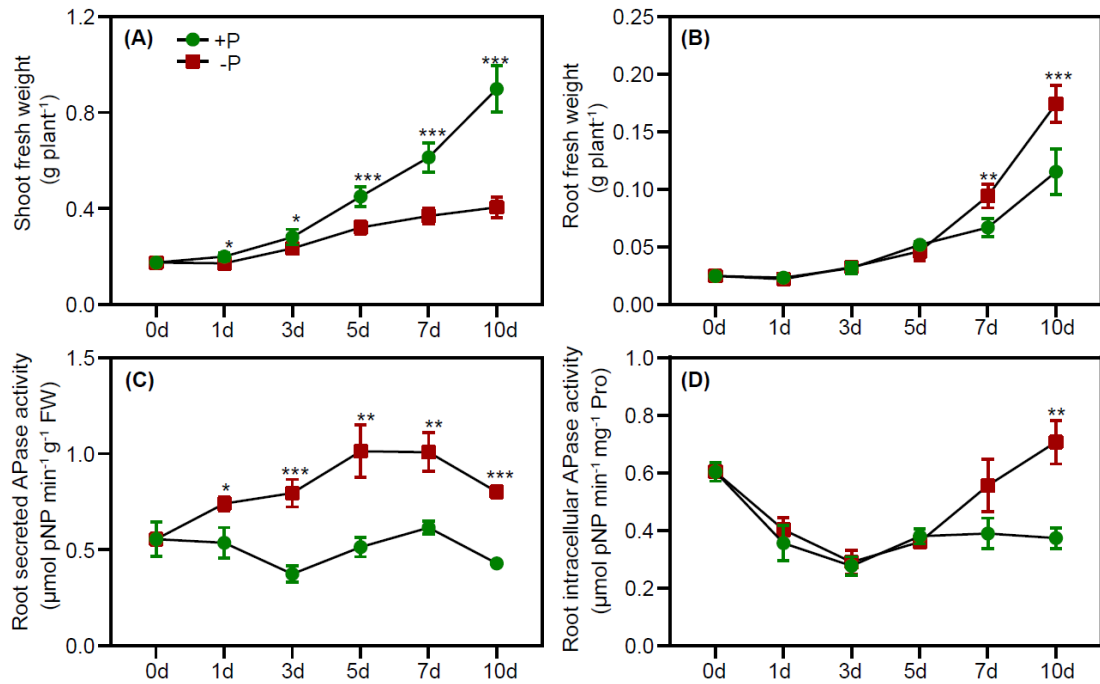 (A)
+P
-P
Shoot fresh weight
(g plant⁻¹)
1.2
0.8
0.4
0.0
*
*
***
***
***
0d 1d 3d 5d 7d 10d
(B)
Root fresh weight
(g plant⁻¹)
0.25
0.20
0.15
0.10
0.05
0.00
**
***
0d 1d 3d 5d 7d 10d
(C)
Root secreted APase activity
(μmol pNP min⁻¹ g⁻¹ FW)
1.5
1.0
0.5
0.0
*
***
**
**
***
0d 1d 3d 5d 7d 10d
(D)
Root intracellular APase activity
(μmol pNP min⁻¹ mg⁻¹ Pro)
1.0
0.8
0.6
0.4
0.2
0.0
**
0d 1d 3d 5d 7d 10d